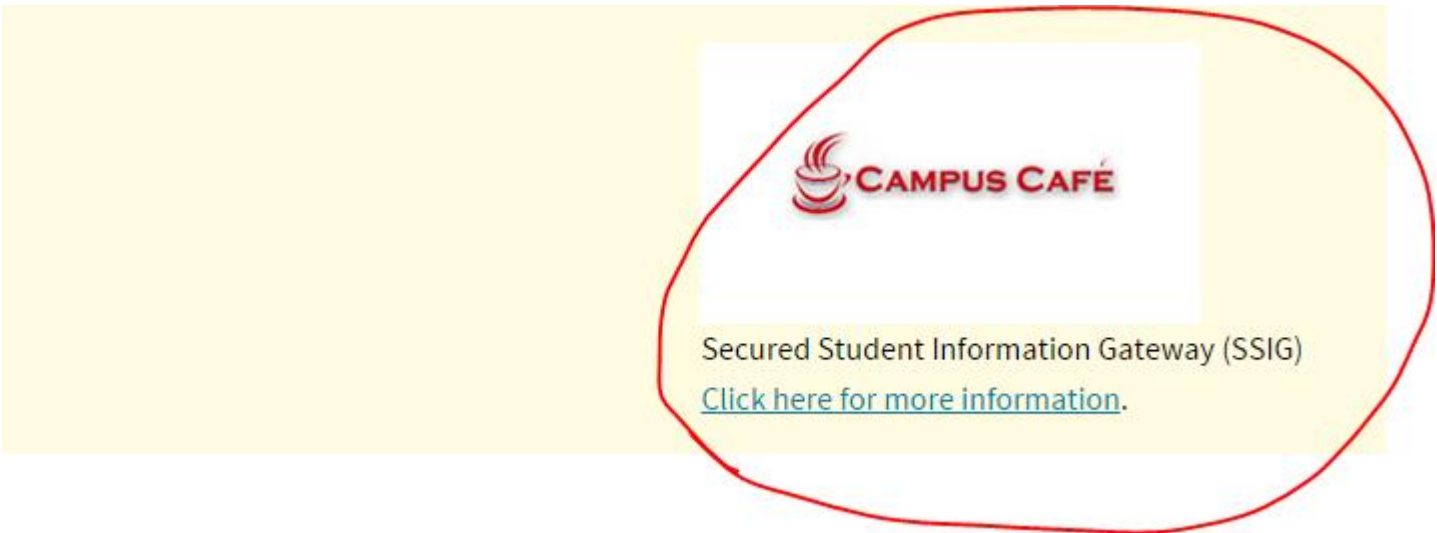 CAMPUS CAFÉ
Secured Student Information Gateway (SSIG)
Click here for more information.